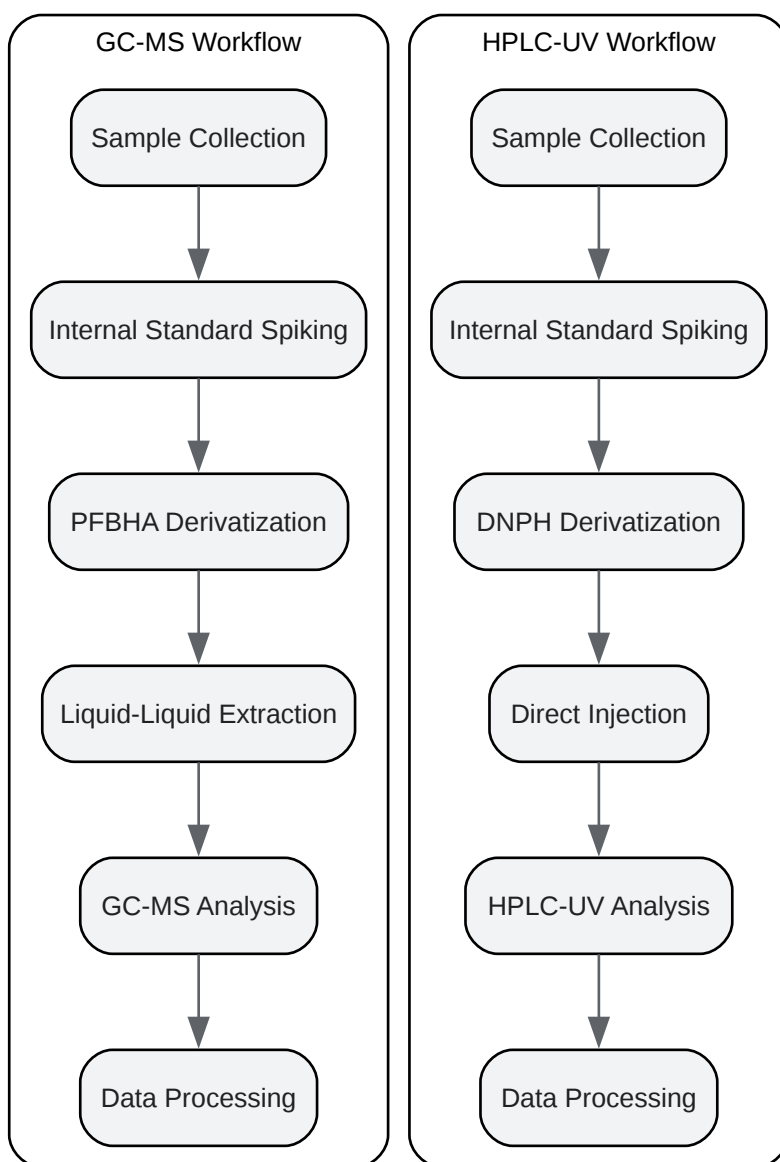 GC-MS Workflow
Sample Collection
Internal Standard Spiking
PFBHA Derivatization
Liquid-Liquid Extraction
GC-MS Analysis
Data Processing
HPLC-UV Workflow
Sample Collection
Internal Standard Spiking
DNPH Derivatization
Direct Injection
HPLC-UV Analysis
Data Processing